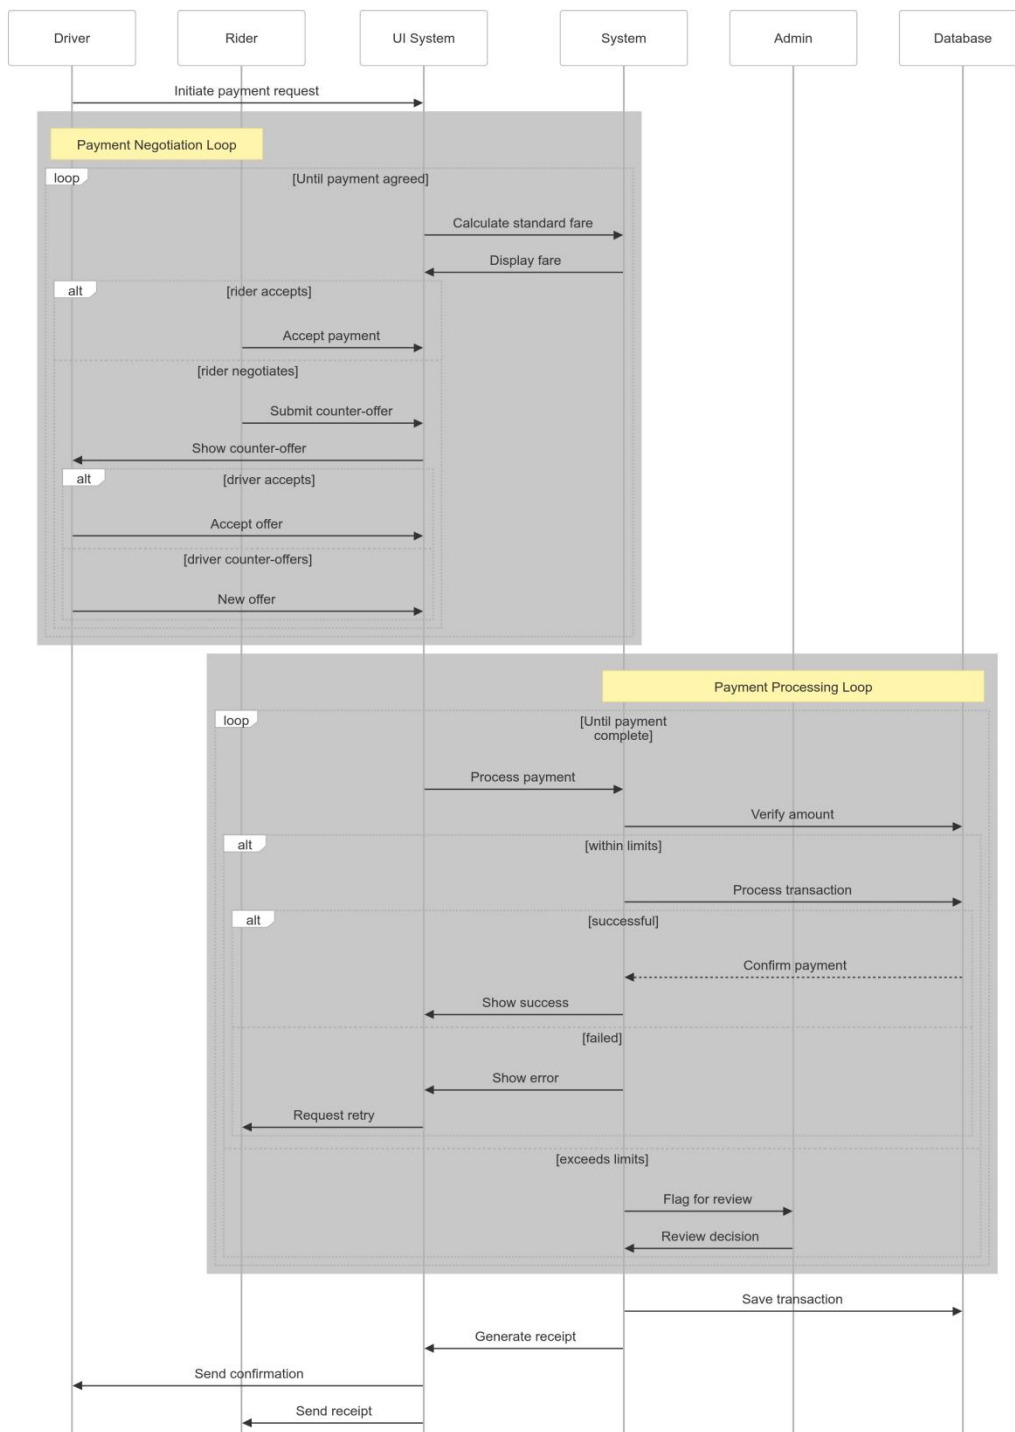 Driver
Rider
UI System
System
Admin
Database
Initiate payment request
Payment Negotiation Loop
loop
[Until payment agreed]
Calculate standard fare
Display fare
alt
[rider accepts]
Accept payment
[rider negotiates]
Submit counter-offer
Show counter-offer
alt
[driver accepts]
Accept offer
[driver counter-offers]
New offer
Payment Processing Loop
loop
[Until payment
complete]
Process payment
Verify amount
alt
[within limits]
Process transaction
alt
[successful]
Confirm payment
Show success
[failed]
Show error
Request retry
[exceeds limits]
Flag for review
Review decision
Save transaction
Generate receipt
Send confirmation
Send receipt